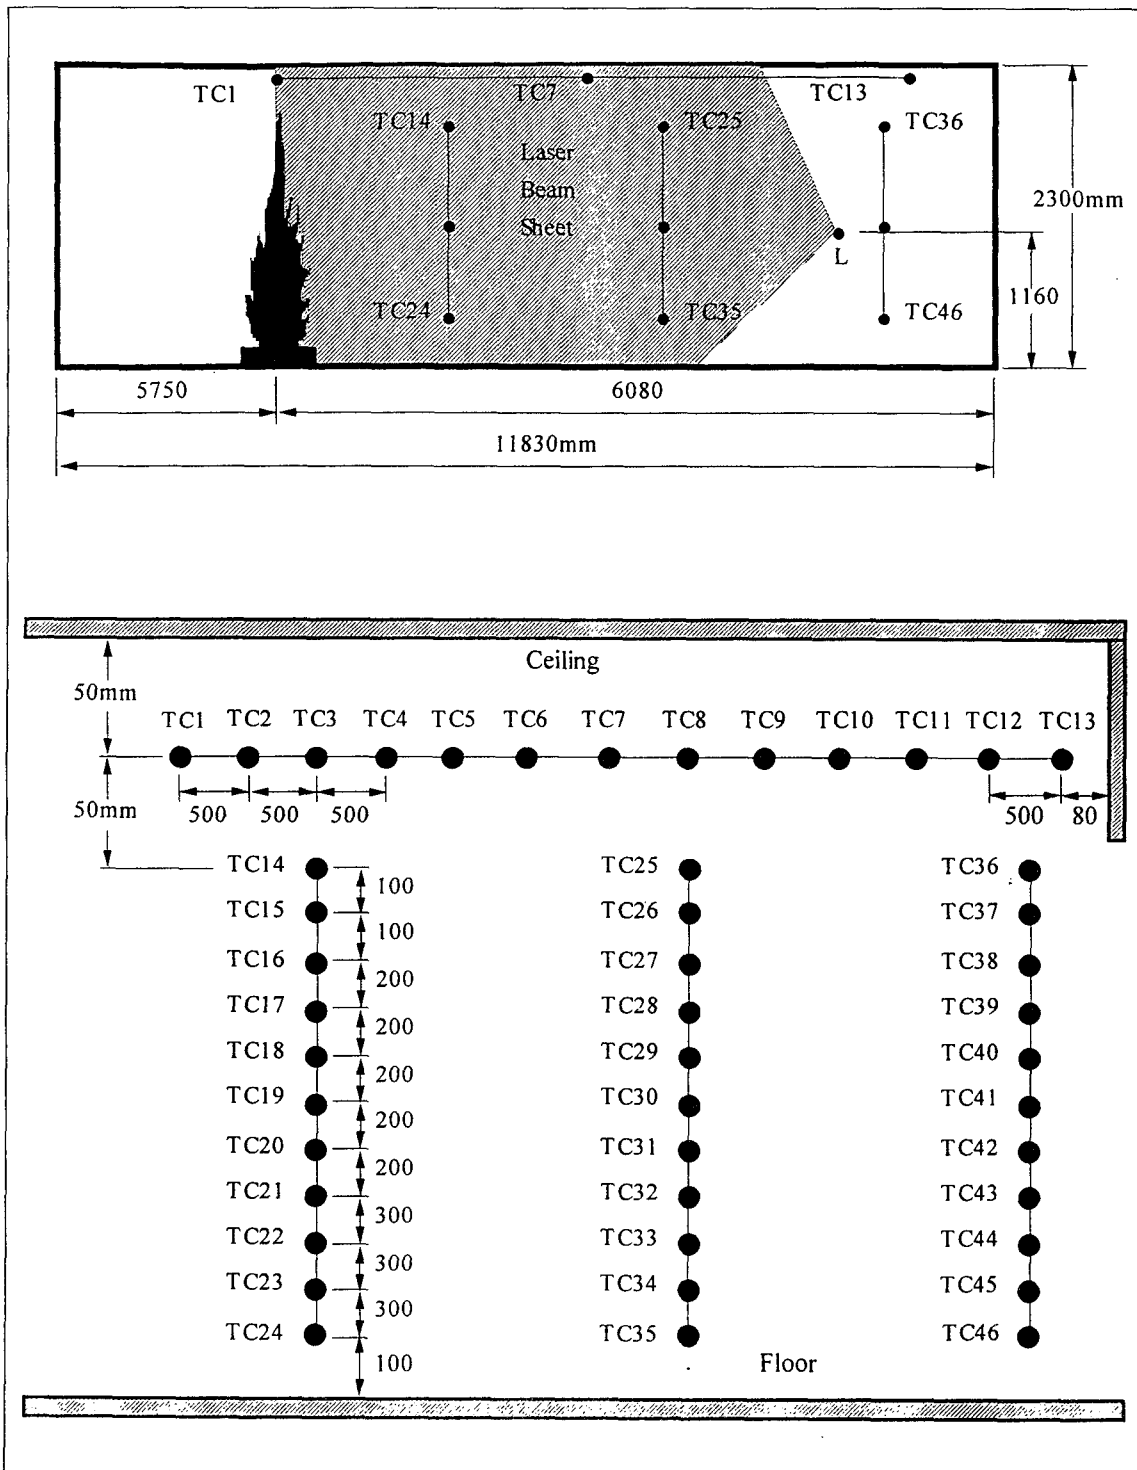 TC1 TC7 TC13
TC14 TC25 TC36
Laser
Beam
Sheet
2300mm
L
1160
TC24 TC35 TC46
5750 6080
11830mm
Ceiling
50mm
TC1 TC2 TC3 TC4 TC5 TC6 TC7 TC8 TC9 TC10 TC11 TC12 TC13
50mm
500 500 500 500 80
TC14 TC25 TC36
100
TC15 TC26 TC37
100
TC16 TC27 TC38
200
TC17 TC28 TC39
200
TC18 TC29 TC40
200
TC19 TC30 TC41
200
TC20 TC31 TC42
200
TC21 TC32 TC43
300
TC22 TC33 TC44
300
TC23 TC34 TC45
300
TC24 TC35 TC46
100 Floor